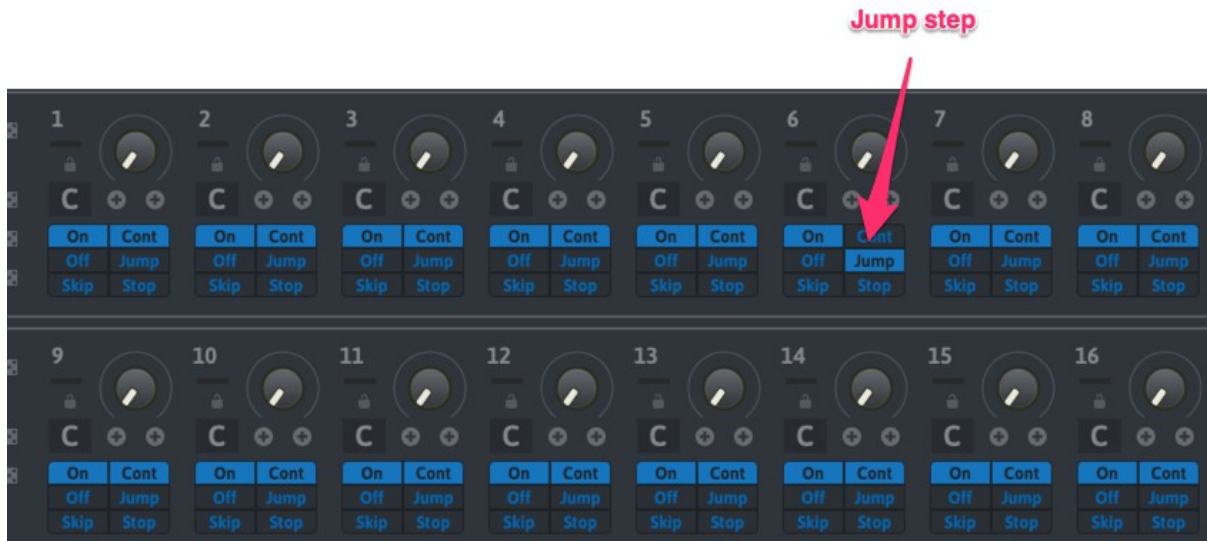 Jump step
1 2 3 4 5 6 7 8
C C C C C C C C
On Cont On Cont On Cont On Cont On Cont On Cont On Cont On Cont
Off Jump Off Jump Off Jump Off Jump Off Jump Off Jump Off Jump Off Jump
Skip Stop Skip Stop Skip Stop Skip Stop Skip Stop Skip Stop Skip Stop Skip Stop
9 10 11 12 13 14 15 16
C C C C C C C C
On Cont On Cont On Cont On Cont On Cont On Cont On Cont On Cont
Off Jump Off Jump Off Jump Off Jump Off Jump Off Jump Off Jump Off Jump
Skip Stop Skip Stop Skip Stop Skip Stop Skip Stop Skip Stop Skip Stop Skip Stop